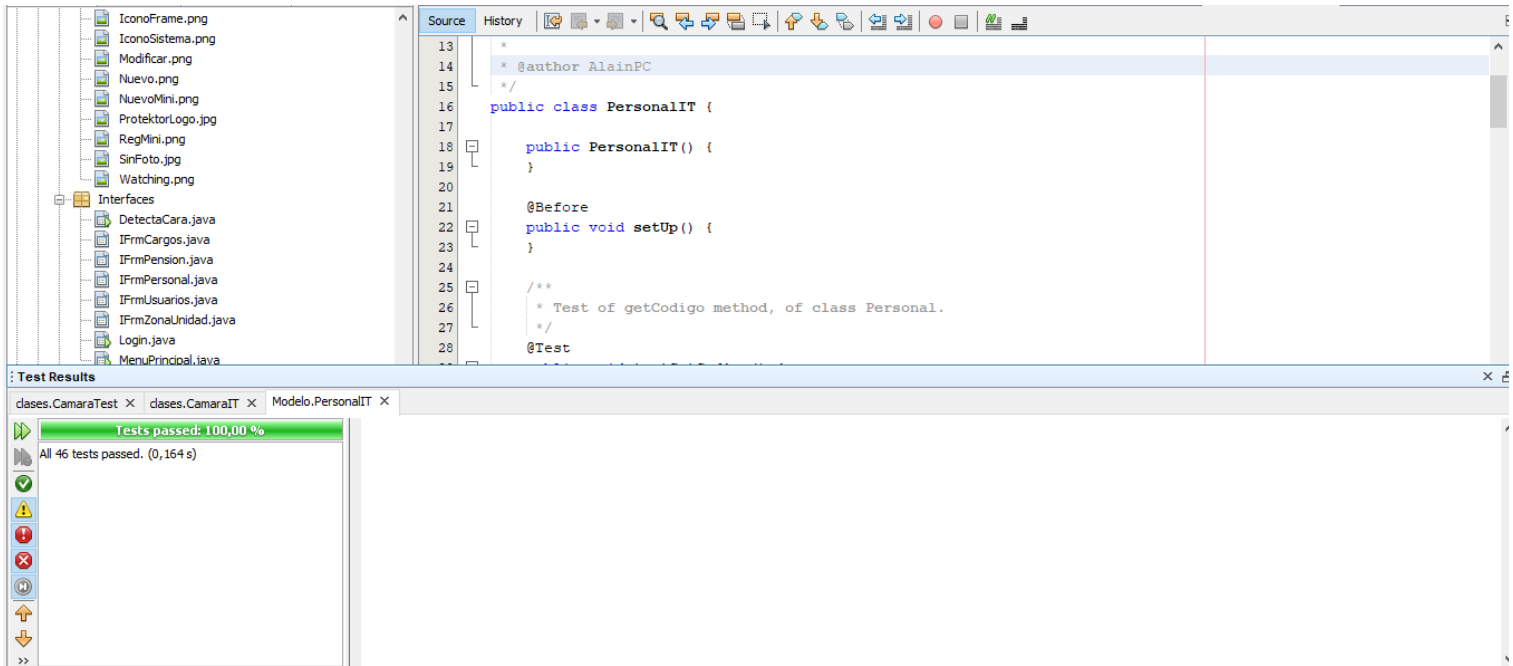 IconoFrame.png
IconoSistema.png
Modificar.png
Nuevo.png
NuevoMini.png
ProtektorLogo.jpg
RegMini.png
SinFoto.jpg
Watching.png
Interfaces
DetectaCara.java
IFrmCargos.java
IFrmPension.java
IFrmPersonal.java
IFrmUsuarios.java
IFrmZonaUnidad.java
Login.java
MenuPrincipal.java
Source History
13 *
14 * @author AlainPC
15 */
16 public class PersonalIT {
17
18 public PersonalIT() {
19 }
20
21 @Before
22 public void setUp() {
23 }
24
25 /**
26 * Test of getCodigo method, of class Personal.
27 */
28 @Test
Test Results
clases.CamaraTest clases.CamaraIT Modelo.PersonalIT
Tests passed: 100,00 %
All 46 tests passed. (0,164 s)